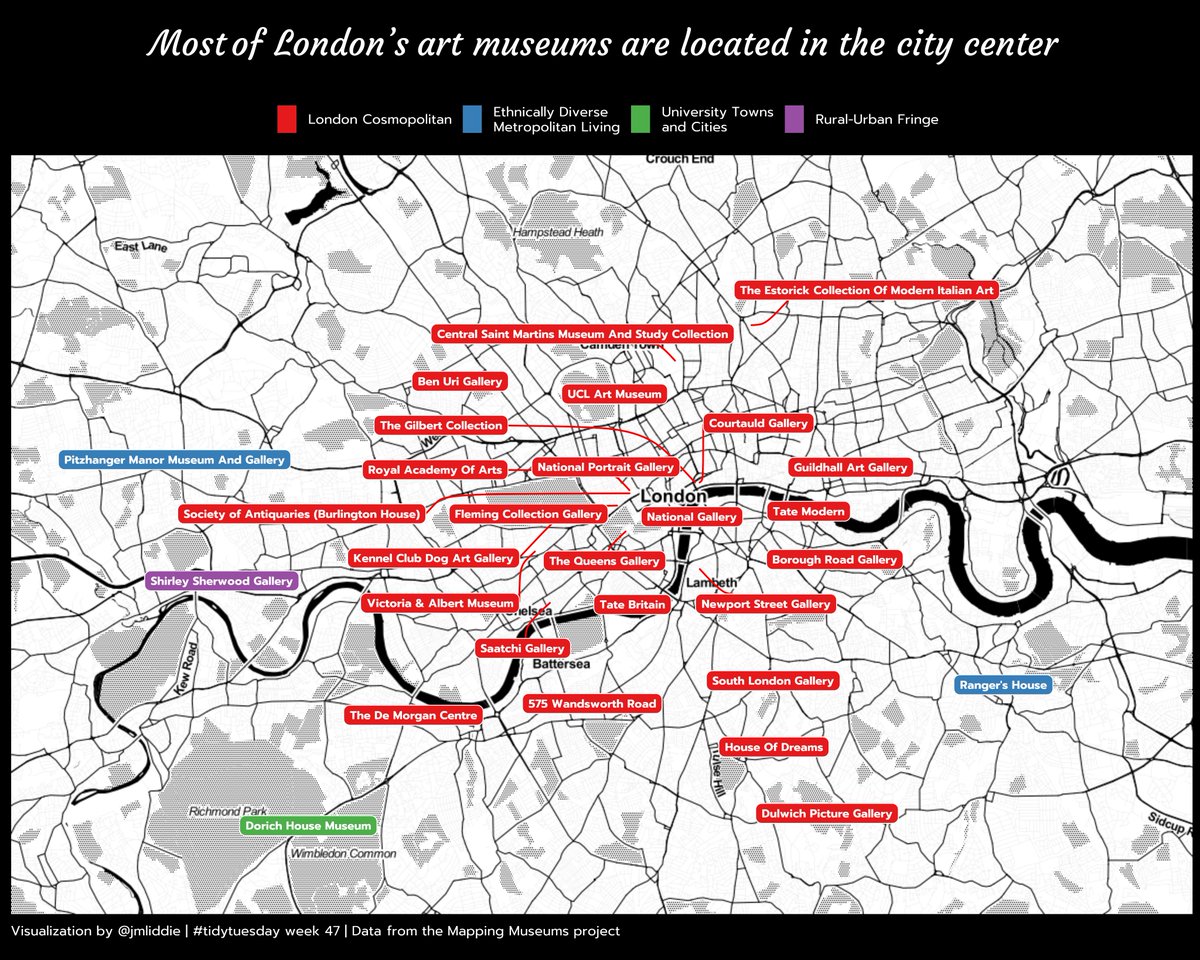 Most of London's art museums are located in the city center
London Cosmopolitan
Ethnically Diverse
Metropolitan Living
University Towns
and Cities
Rural-Urban Fringe
Crouch End
Hampstead Heath
East Lane
The Estorick Collection Of Modern Italian Art
Central Saint Martins Museum And Study Collection
Camden Town
Ben Uri Gallery
UCL Art Museum
The Gilbert Collection
Courtauld Gallery
Pitzhanger Manor Museum And Gallery
Royal Academy Of Arts
National Portrait Gallery
Guildhall Art Gallery
London
Society of Antiquaries (Burlington House)
Fleming Collection Gallery
National Gallery
Tate Modern
Kennel Club Dog Art Gallery
The Queens Gallery
Borough Road Gallery
Shirley Sherwood Gallery
Lambeth
Victoria & Albert Museum
Chelsea
Tate Britain
Newport Street Gallery
Saatchi Gallery
Battersea
Kew Road
South London Gallery
Ranger's House
575 Wandsworth Road
The De Morgan Centre
House Of Dreams
Hill
Richmond Park
Dorich House Museum
Dulwich Picture Gallery
Sidcup
Wimbledon Common
Visualization by @jmliddie | #tidytuesday week 47 | Data from the Mapping Museums project